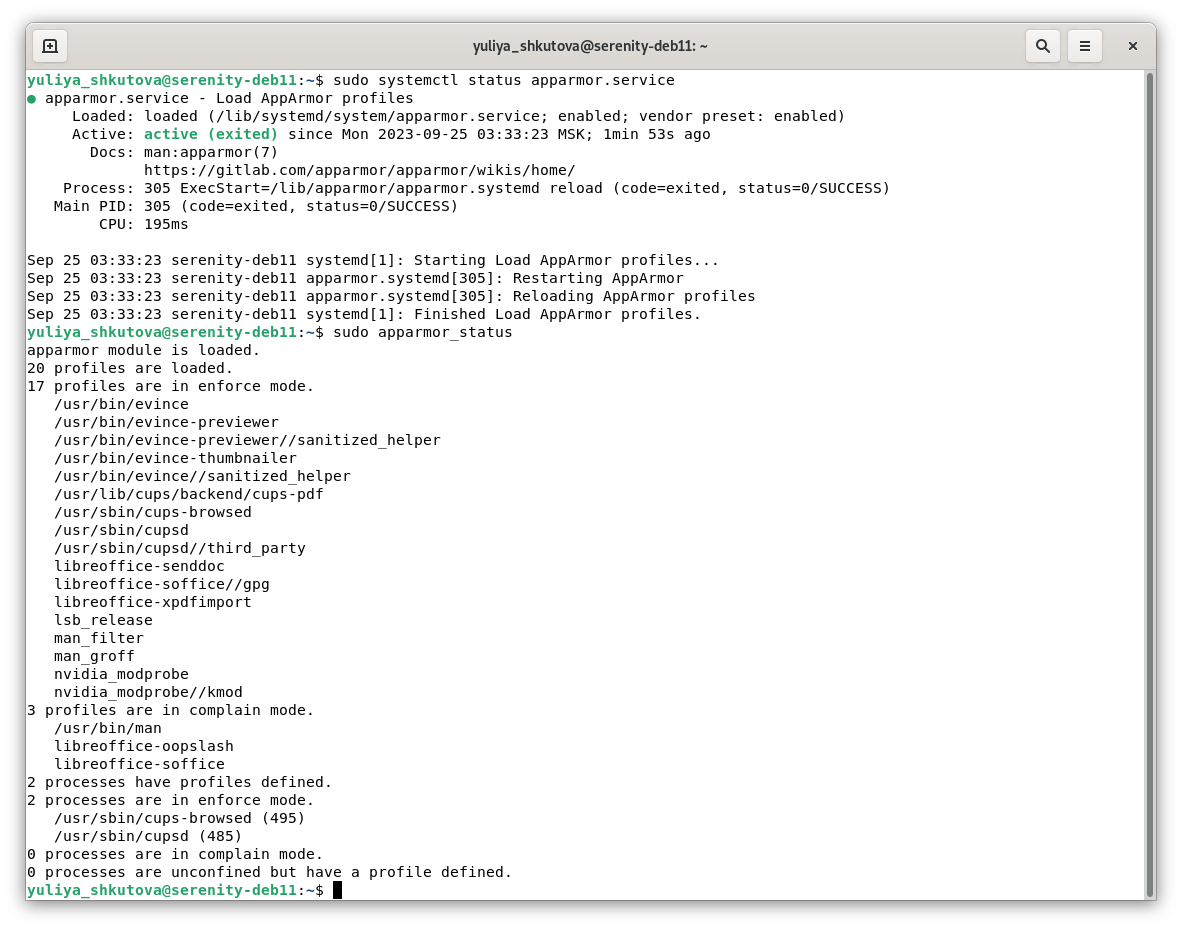 yuliya_shkutova@serenity-deb11: ~
yuliya_shkutova@serenity-deb11:~$ sudo systemctl status apparmor.service
● apparmor.service - Load AppArmor profiles
     Loaded: loaded (/lib/systemd/system/apparmor.service; enabled; vendor preset: enabled)
     Active: active (exited) since Mon 2023-09-25 03:33:23 MSK; 1min 53s ago
       Docs: man:apparmor(7)
             https://gitlab.com/apparmor/apparmor/wikis/home/
    Process: 305 ExecStart=/lib/apparmor/apparmor.systemd reload (code=exited, status=0/SUCCESS)
   Main PID: 305 (code=exited, status=0/SUCCESS)
        CPU: 195ms

Sep 25 03:33:23 serenity-deb11 systemd[1]: Starting Load AppArmor profiles...
Sep 25 03:33:23 serenity-deb11 apparmor.systemd[305]: Restarting AppArmor
Sep 25 03:33:23 serenity-deb11 apparmor.systemd[305]: Reloading AppArmor profiles
Sep 25 03:33:23 serenity-deb11 systemd[1]: Finished Load AppArmor profiles.
yuliya_shkutova@serenity-deb11:~$ sudo apparmor_status
apparmor module is loaded.
20 profiles are loaded.
17 profiles are in enforce mode.
   /usr/bin/evince
   /usr/bin/evince-previewer
   /usr/bin/evince-previewer//sanitized_helper
   /usr/bin/evince-thumbnailer
   /usr/bin/evince//sanitized_helper
   /usr/lib/cups/backend/cups-pdf
   /usr/sbin/cups-browsed
   /usr/sbin/cupsd
   /usr/sbin/cupsd//third_party
   libreoffice-senddoc
   libreoffice-soffice//gpg
   libreoffice-xpdfimport
   lsb_release
   man_filter
   man_groff
   nvidia_modprobe
   nvidia_modprobe//kmod
3 profiles are in complain mode.
   /usr/bin/man
   libreoffice-oopslash
   libreoffice-soffice
2 processes have profiles defined.
2 processes are in enforce mode.
   /usr/sbin/cups-browsed (495)
   /usr/sbin/cupsd (485)
0 processes are in complain mode.
0 processes are unconfined but have a profile defined.
yuliya_shkutova@serenity-deb11:~$